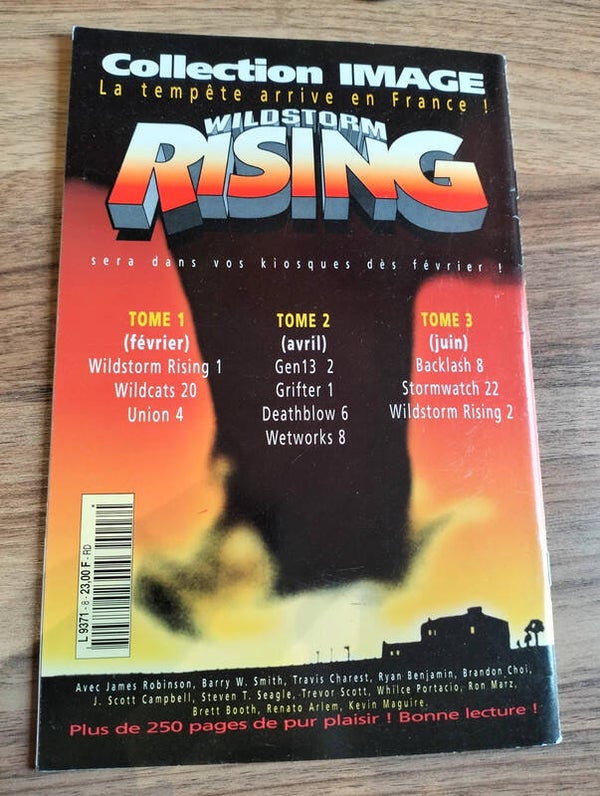 Collection IMAGE
La tempête arrive en France !
WILDSTORM
RISING
sera dans vos kiosques dès février !
TOME 1
(février)
Wildstorm Rising 1
Wildcats 20
Union 4
TOME 2
(avril)
Gen13 2
Grifter 1
Deathblow 6
Wetworks 8
TOME 3
(juin)
Backlash 8
Stormwatch 22
Wildstorm Rising 2
L 9371 - 8 - 23,00 F - RD
Avec James Robinson, Barry W. Smith, Travis Charest, Ryan Benjamin, Brandon Choi,
J. Scott Campbell, Steven T. Seagle, Trevor Scott, Whilce Portacio, Ron Marz,
Brett Booth, Renato Arlem, Kevin Maguire.
Plus de 250 pages de pur plaisir ! Bonne lecture !